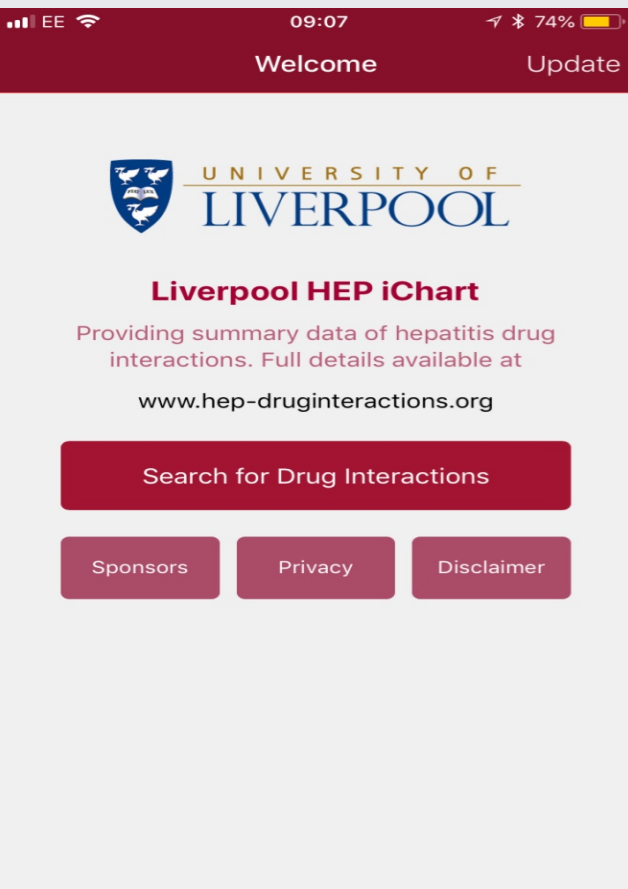 EE 09:07 74%
Welcome Update
UNIVERSITY OF
LIVERPOOL
Liverpool HEP iChart
Providing summary data of hepatitis drug
interactions. Full details available at
www.hep-druginteractions.org
Search for Drug Interactions
Sponsors Privacy Disclaimer